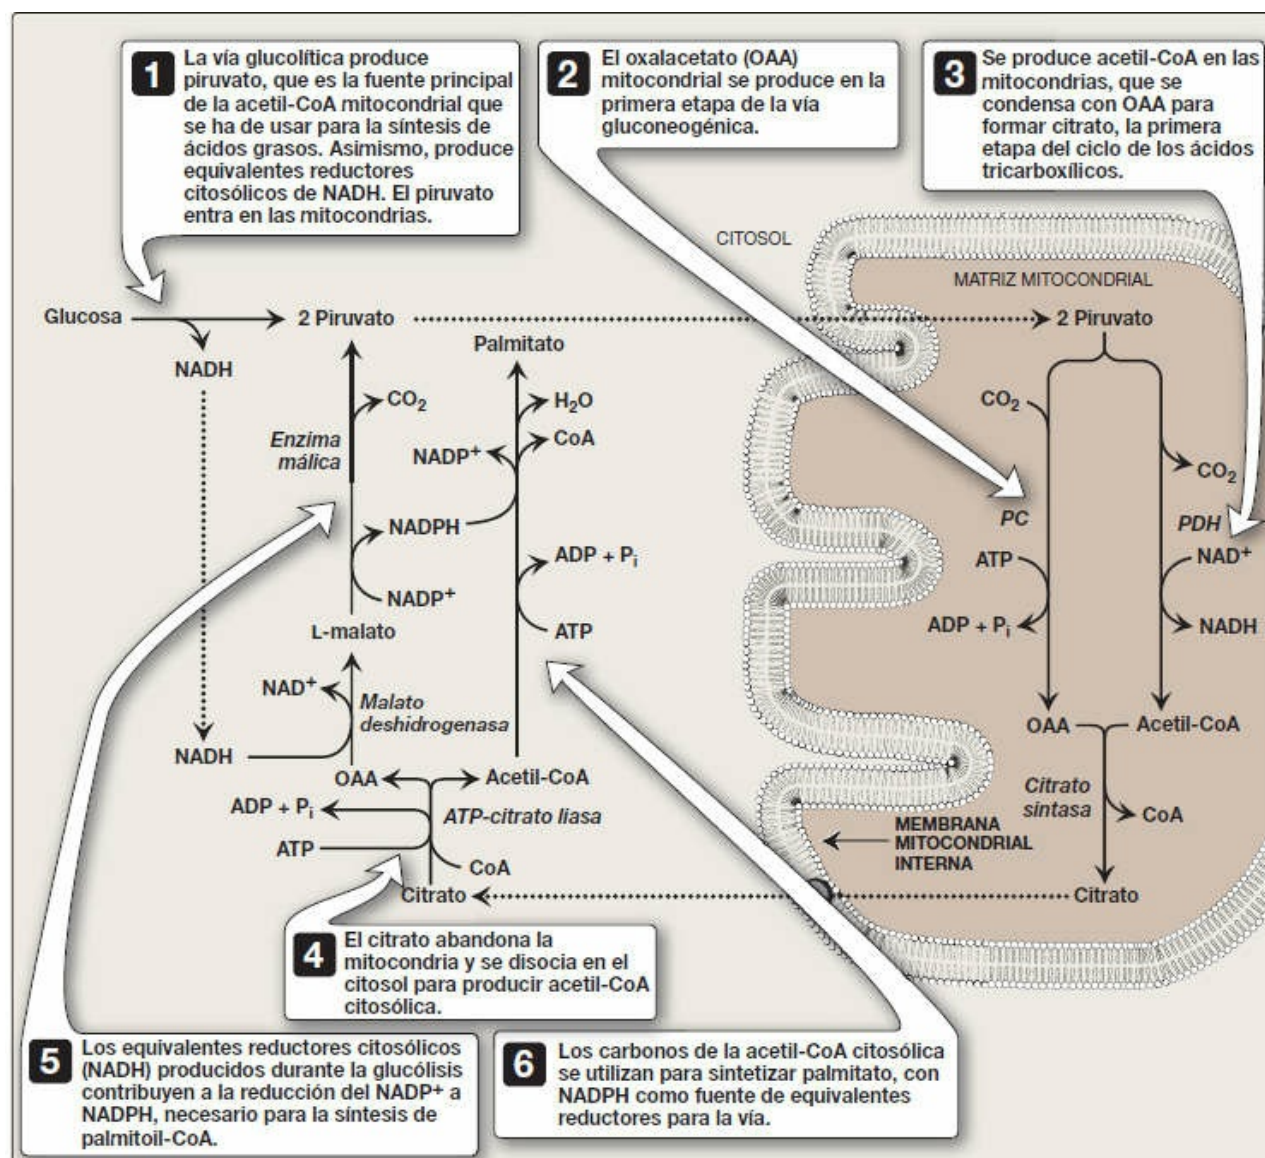 1
La vía glucolítica produce
piruvato, que es la fuente principal
de la acetil-CoA mitocondrial que
se ha de usar para la síntesis de
ácidos grasos. Asimismo, produce
equivalentes reductores
citosólicos de NADH. El piruvato
entra en las mitocondrias.
2
El oxalacetato (OAA)
mitocondrial se produce en la
primera etapa de la vía
gluconeogénica.
3
Se produce acetil-CoA en las
mitocondrias, que se
condensa con OAA para
formar citrato, la primera
etapa del ciclo de los ácidos
tricarboxílicos.
CITOSOL
MATRIZ MITOCONDRIAL
Glucosa
2 Piruvato
2 Piruvato
NADH
Palmitato
CO2
H2O
CoA
NADP+
Enzima
málica
NADPH
NADP+
ADP + Pi
ATP
L-malato
NAD+
Malato
deshidrogenasa
NADH
OAA
Acetil-CoA
ADP + Pi
ATP-citrato liasa
ATP
CoA
Citrato
CO2
CO2
PC
PDH
ATP
NAD+
ADP + Pi
NADH
OAA
Acetil-CoA
Citrato
sintasa
CoA
MEMBRANA
MITOCONDRIAL
INTERNA
Citrato
4
El citrato abandona la
mitocondria y se disocia en el
citosol para producir acetil-CoA
citosólica.
5
Los equivalentes reductores citosólicos
(NADH) producidos durante la glucólisis
contribuyen a la reducción del NADP+ a
NADPH, necesario para la síntesis de
palmitoil-CoA.
6
Los carbonos de la acetil-CoA citosólica
se utilizan para sintetizar palmitato, con
NADPH como fuente de equivalentes
reductores para la vía.